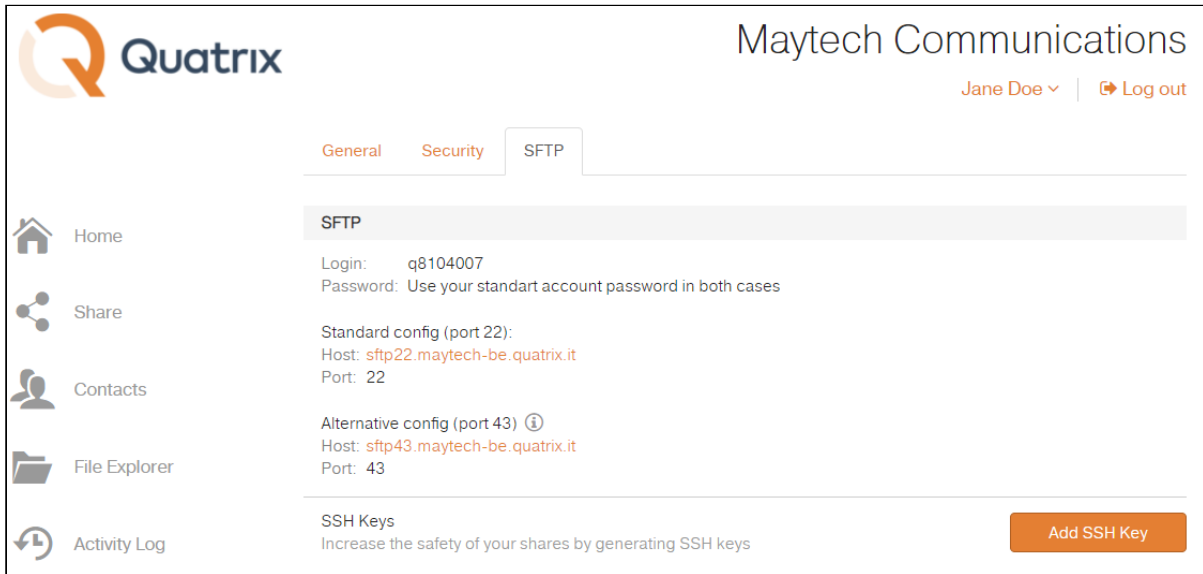 Quatrix
Maytech Communications
Jane Doe
Log out
General
Security
SFTP
SFTP
Login: q8104007
Password: Use your standart account password in both cases
Standard config (port 22):
Host: sftp22.maytech-be.quatrix.it
Port: 22
Alternative config (port 43)
Host: sftp43.maytech-be.quatrix.it
Port: 43
SSH Keys
Increase the safety of your shares by generating SSH keys
Add SSH Key
Home
Share
Contacts
File Explorer
Activity Log